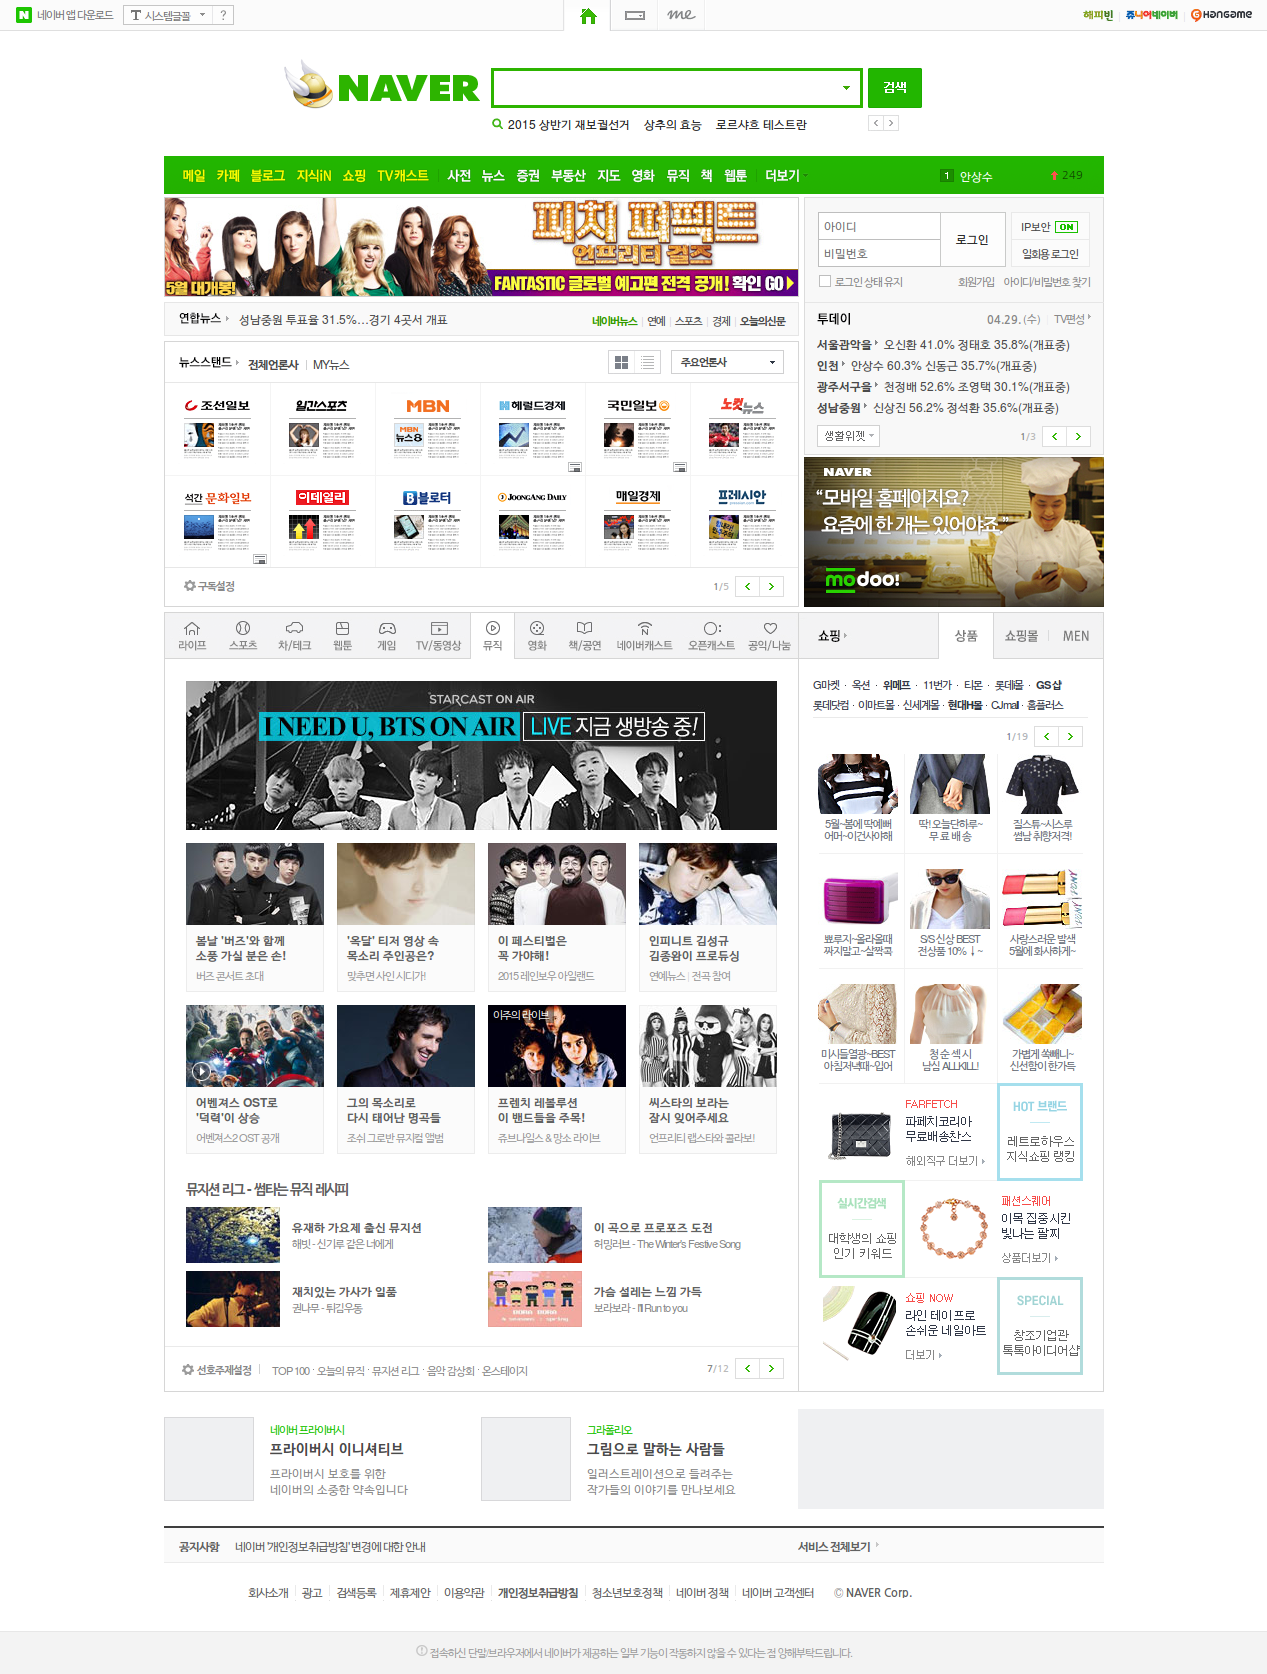 네이버 앱 다운로드
시스템글꼴
?
me
해피빈
쥬니어네이버
HANGAME
NAVER
검색
2015 상반기 재보궐선거 상추의 효능 로르샤흐 테스트란
메일 카페 블로그 지식iN 쇼핑 TV캐스트 사전 뉴스 증권 부동산 지도 영화 뮤직 책 웹툰 더보기
1 안상수 249
피치 퍼펙트
언프리티 걸즈
5월 대개봉!
FANTASTIC 글로벌 예고편 전격 공개! 확인 GO
아이디
비밀번호
로그인
IP보안 ON
일회용 로그인
로그인 상태 유지
회원가입 아이디/비밀번호 찾기
연합뉴스 성남중원 투표율 31.5%…경기 4곳서 개표
네이버뉴스 연예 스포츠 경제 오늘의신문
투데이
04.29.(수) TV편성
서울관악을 오신환 41.0% 정태호 35.8%(개표중)
인천 안상수 60.3% 신동근 35.7%(개표중)
광주서구을 천정배 52.6% 조영택 30.1%(개표중)
성남중원 신상진 56.2% 정석환 35.6%(개표중)
생활위젯
1/3
뉴스스탠드 전체언론사 MY뉴스
주요언론사
조선일보
일간스포츠
MBN
MBN
뉴스8
헤럴드경제
국민일보
노컷뉴스
석간 문화일보
이데일리
블로터
JOONGANG DAILY
매일경제
프레시안
구독설정
1/5
NAVER
“모바일 홈페이지요?
요즘에 한 개는 있어야죠.”
modoo!
라이프
스포츠
차/테크
웹툰
게임
TV/동영상
뮤직
영화
책/공연
네이버캐스트
오픈캐스트
공익/나눔
쇼핑
상품
쇼핑몰
MEN
STARCAST ON AIR
I NEED U, BTS ON AIR LIVE 지금 생방송 중!
봄날 '버즈'와 함께
소풍 가실 분은 손!
버즈 콘서트 초대
'옥달' 티저 영상 속
목소리 주인공은?
맞추면 사인 시디가!
이 페스티벌은
꼭 가야해!
2015 레인보우 아일랜드
인피니트 김성규
김종완이 프로듀싱
연예뉴스 | 전곡 참여
어벤져스 OST로
'덕력'이 상승
어벤져스2 OST 공개
그의 목소리로
다시 태어난 명곡들
조쉬 그로반 뮤지컬 앨범
이주의 라이브
프렌치 레볼루션
이 밴드들을 주목!
쥬브나일스 & 망소 라이브
씨스타의 보라는
잠시 잊어주세요
언프리티 랩스타와 콜라보!
뮤지션 리그 - 썸타는 뮤직 레시피
유재하 가요제 출신 뮤지션
해빗 - 신기루 같은 너에게
이 곡으로 프로포즈 도전
허밍러브 - The Winter's Festive Song
재치있는 가사가 일품
권나무 - 튀김우동
가슴 설레는 느낌 가득
보라보라 - I'll Run to you
선호주제설정
TOP 100 · 오늘의 뮤직 · 뮤지션 리그 · 음악 감상회 · 온스테이지
7/12
G마켓 · 옥션 · 위메프 · 11번가 · 티몬 · 롯데몰 · GS샵
롯데닷컴 · 이마트몰 · 신세계몰 · 현대H몰 · CJmall · 홈플러스
1/19
5월~봄에 딱예뻐
어머~이건사야해
딱! 오늘단하루~
무 료 배 송
질스튜~시스루
썸남 취향저격!
뾰루지~올라올때
짜지말고~살짝콕
S/S 신상 BEST
전상품 10%↓~
사랑스러운 발색
5월에 화사하게~
미시들열광~BEST
아침저녁때~입어
청 순 섹 시
남심 ALLKILL!
가볍게 쏙빼니~
신선함이 한가득
FARFETCH
파페치코리아
무료배송찬스
해외직구 더보기
HOT 브랜드
레트로하우스
지식쇼핑 랭킹
실시간검색
대학생의 쇼핑
인기 키워드
패션스퀘어
이목 집중시킨
빛나는 팔찌
상품더보기
쇼핑 NOW
라인 테이프로
손쉬운 네일아트
더보기
SPECIAL
창조기업관
톡톡아이디어샵
네이버 프라이버시
프라이버시 이니셔티브
프라이버시 보호를 위한
네이버의 소중한 약속입니다
그라폴리오
그림으로 말하는 사람들
일러스트레이션으로 들려주는
작가들의 이야기를 만나보세요
공지사항 네이버 '개인정보취급방침' 변경에 대한 안내
서비스 전체보기
회사소개 광고 검색등록 제휴제안 이용약관 개인정보취급방침 청소년보호정책 네이버 정책 네이버 고객센터 © NAVER Corp.
접속하신 단말/브라우저에서 네이버가 제공하는 일부 기능이 작동하지 않을 수 있다는 점 양해부탁드립니다.